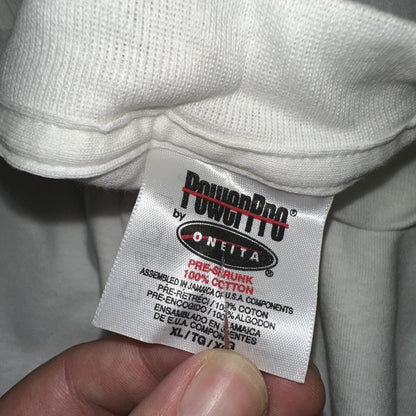 PowerPro®
by ONEITA®
PRE-SHRUNK
100% COTTON
ASSEMBLED IN JAMAICA OF U.S.A. COMPONENTS
PRE-RETRÉCI / 100% COTON
PRE-ENCOGIDO / 100% ALGODON
ENSAMBLADO EN JAMAICA
DE E.U.A. COMPONENTES
XL/TG/XG